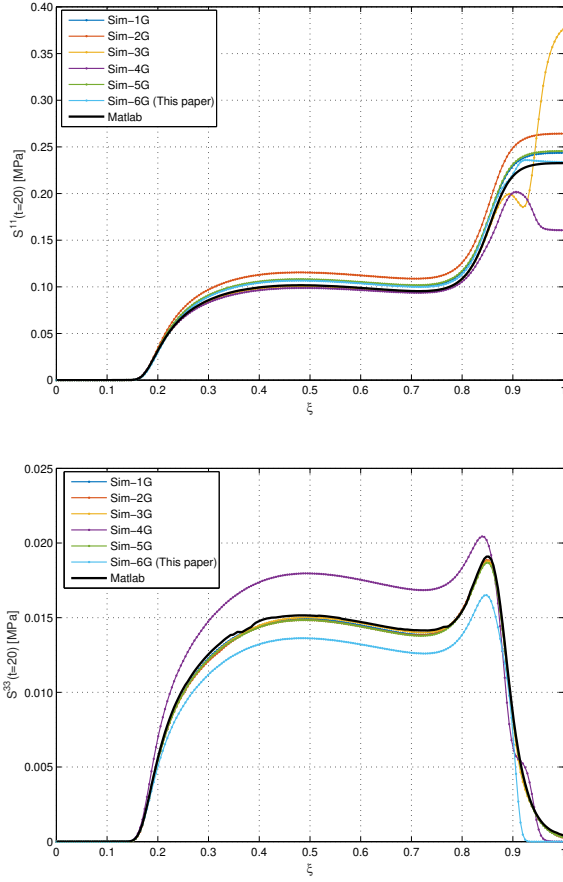 0.40
0.35
0.30
0.25
0.20
0.15
0.10
0.05
0
S¹¹(t=20) [MPa]
Sim−1G
Sim−2G
Sim−3G
Sim−4G
Sim−5G
Sim−6G (This paper)
Matlab
0 0.1 0.2 0.3 0.4 0.5 0.6 0.7 0.8 0.9 1
ξ
0.025
0.020
0.015
0.010
0.005
0
S³³(t=20) [MPa]
Sim−1G
Sim−2G
Sim−3G
Sim−4G
Sim−5G
Sim−6G (This paper)
Matlab
0 0.1 0.2 0.3 0.4 0.5 0.6 0.7 0.8 0.9 1
ξ